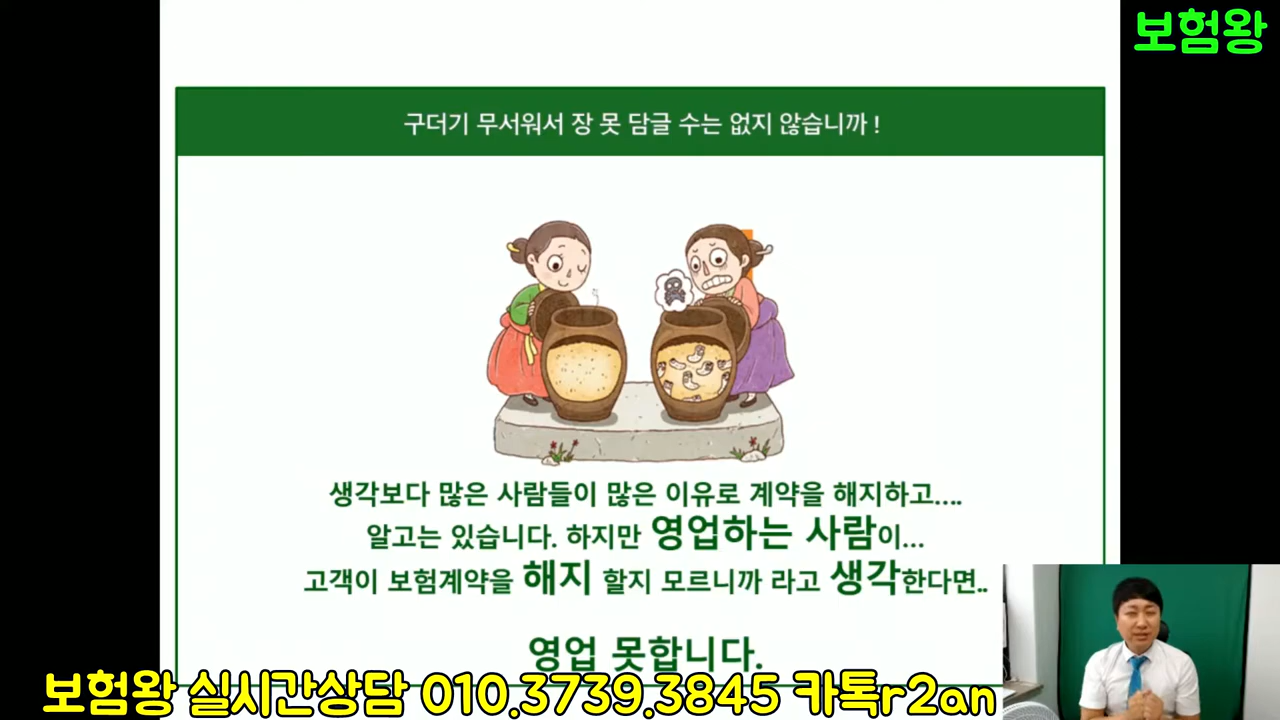 보험왕
구더기 무서워서 장 못 담글 수는 없지 않습니까 !
생각보다 많은 사람들이 많은 이유로 계약을 해지하고....
알고는 있습니다. 하지만 영업하는 사람이...
고객이 보험계약을 해지 할지 모르니까 라고 생각한다면..
영업 못합니다.
보험왕 실시간상담 010.3739.3845 카톡r2an